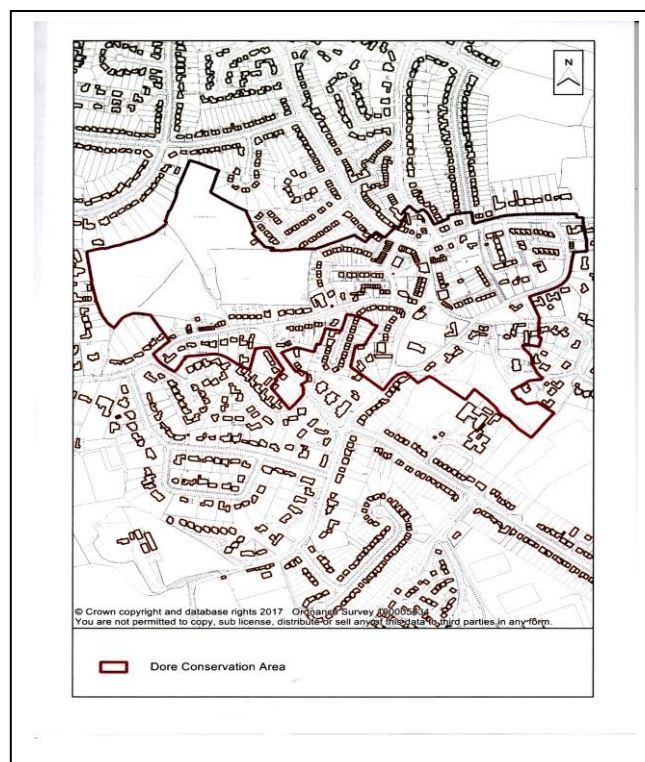 N
© Crown copyright and database rights 2017 Ordnance Survey 100005934
You are not permitted to copy, sub license, distribute or sell any of this data to third parties in any form.
Dore Conservation Area